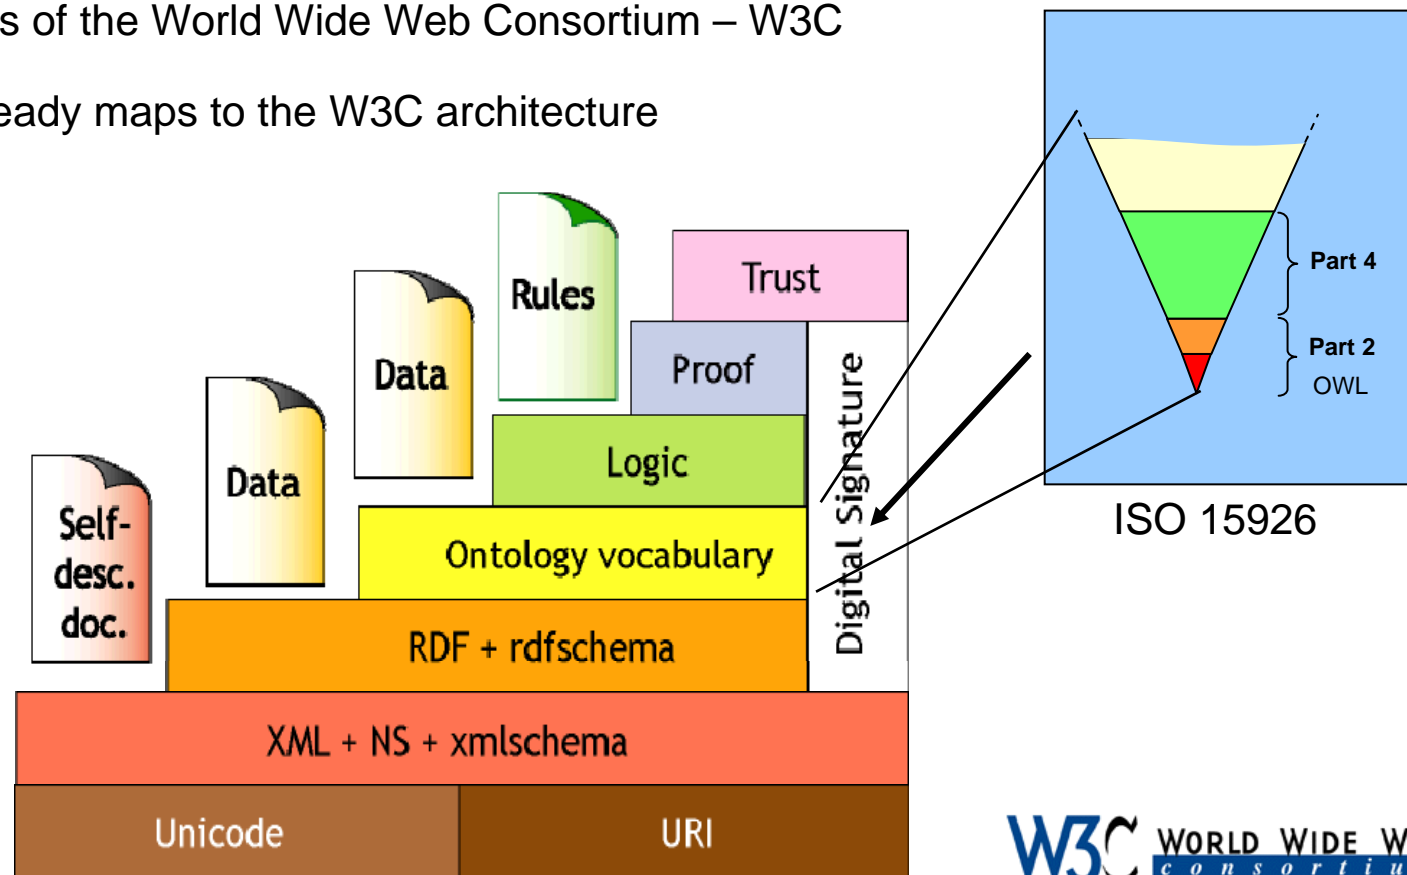 s of the World Wide Web Consortium – W3C
eady maps to the W3C architecture
Trust
Rules
Proof
Data
Logic
Data
Ontology vocabulary
Self-
desc.
doc.
RDF + rdfschema
Digital Signature
XML + NS + xmlschema
Unicode
URI
Part 4
Part 2
OWL
ISO 15926
W3C
WORLD WIDE W
consortiu